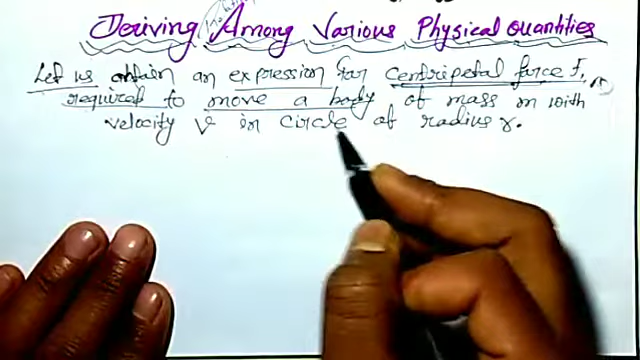 Deriving Among Various Physical Quantities
Let us obtain an expression for centripetal force F,
required to move a body of mass m with
velocity V in circle of radius r.